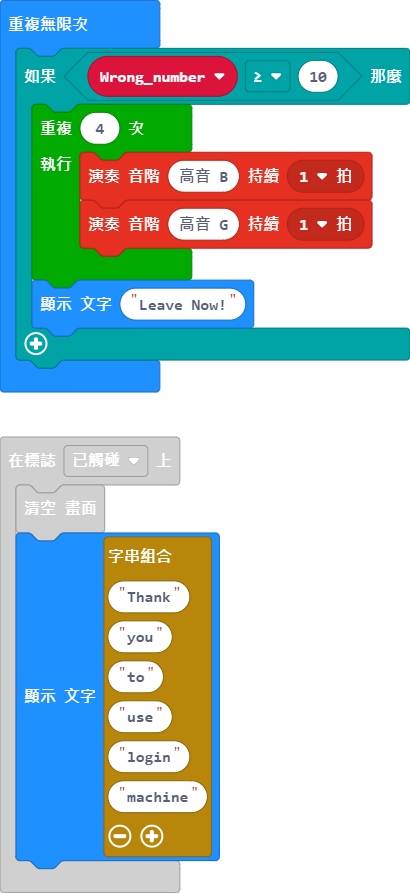 重複無限次
如果 Wrong_number ≥ 10 那麼
重複 4 次
執行
演奏 音階 高音 B 持續 1 拍
演奏 音階 高音 G 持續 1 拍
顯示 文字 "Leave Now!"
在標誌 已觸碰 上
清空 畫面
顯示 文字
字串組合
"Thank"
"you"
"to"
"use"
"login"
"machine"